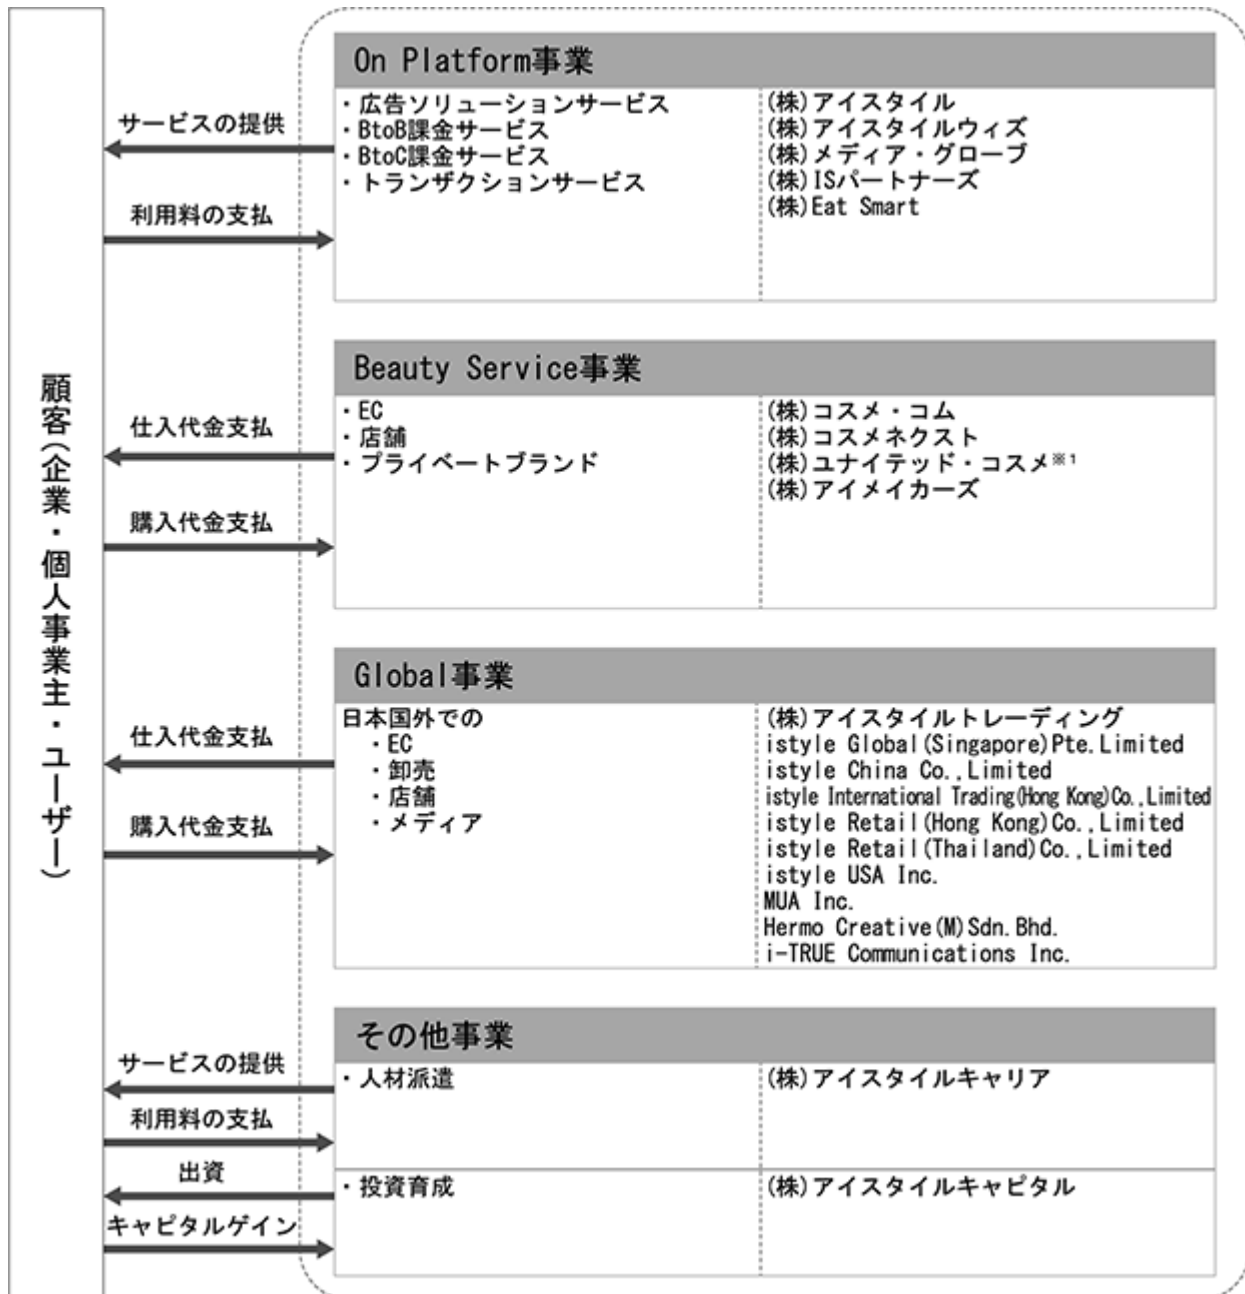 顧客(企業・個人事業主・ユーザー)
On Platform事業
サービスの提供
利用料の支払
・広告ソリューションサービス
・BtoB課金サービス
・BtoC課金サービス
・トランザクションサービス
(株)アイスタイル
(株)アイスタイルウィズ
(株)メディア・グローブ
(株)ISパートナーズ
(株)Eat Smart
Beauty Service事業
仕入代金支払
購入代金支払
・EC
・店舗
・プライベートブランド
(株)コスメ・コム
(株)コスメネクスト
(株)ユナイテッド・コスメ※1
(株)アイメイカーズ
Global事業
仕入代金支払
購入代金支払
日本国外での
・EC
・卸売
・店舗
・メディア
(株)アイスタイルトレーディング
istyle Global(Singapore)Pte.Limited
istyle China Co.,Limited
istyle International Trading(Hong Kong)Co.,Limited
istyle Retail(Hong Kong)Co.,Limited
istyle Retail(Thailand)Co.,Limited
istyle USA Inc.
MUA Inc.
Hermo Creative(M)Sdn.Bhd.
i-TRUE Communications Inc.
その他事業
サービスの提供
利用料の支払
・人材派遣
(株)アイスタイルキャリア
出資
キャピタルゲイン
・投資育成
(株)アイスタイルキャピタル